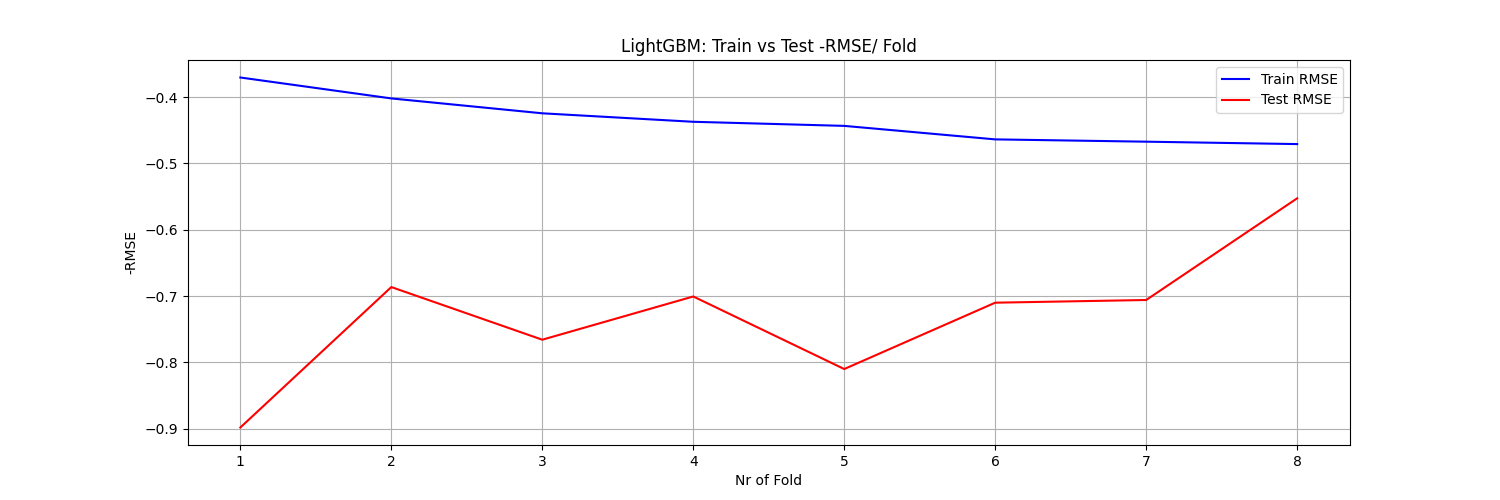 LightGBM: Train vs Test -RMSE/ Fold
Train RMSE
Test RMSE
−0.4
−0.5
−0.6
−0.7
−0.8
−0.9
-RMSE
1 2 3 4 5 6 7 8
Nr of Fold